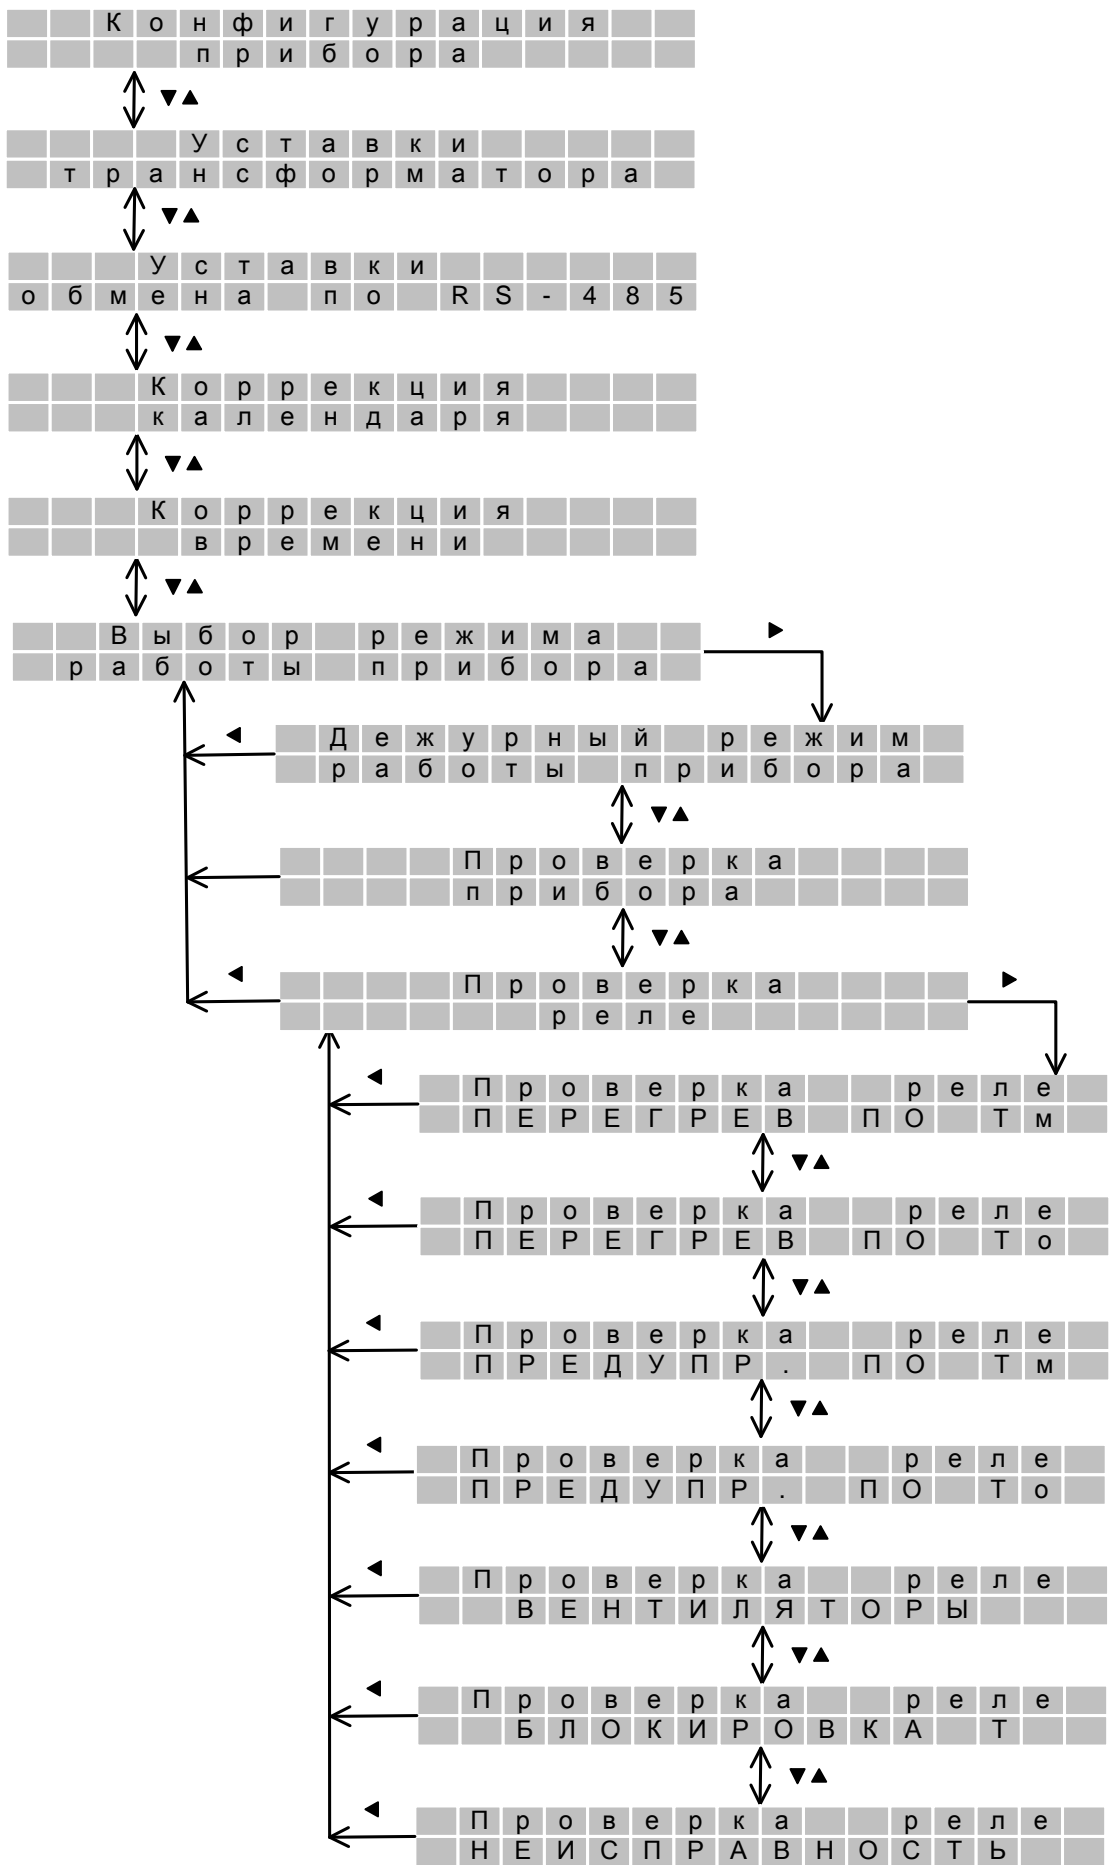 Конфигурация
прибора
▼▲
Уставки
трансформатора
▼▲
Уставки
обмена по RS-485
▼▲
Коррекция
календаря
▼▲
Коррекция
времени
▼▲
Выбор режима
работы прибора
►
◄
Дежурный режим
работы прибора
▼▲
Проверка
прибора
▼▲
◄
Проверка
реле
►
◄
Проверка реле
ПЕРЕГРЕВ ПО Тм
▼▲
◄
Проверка реле
ПЕРЕГРЕВ ПО То
▼▲
◄
Проверка реле
ПРЕДУПР. ПО Тм
▼▲
◄
Проверка реле
ПРЕДУПР. ПО То
▼▲
◄
Проверка реле
ВЕНТИЛЯТОРЫ
▼▲
◄
Проверка реле
БЛОКИРОВКА Т
▼▲
◄
Проверка реле
НЕИСПРАВНОСТЬ